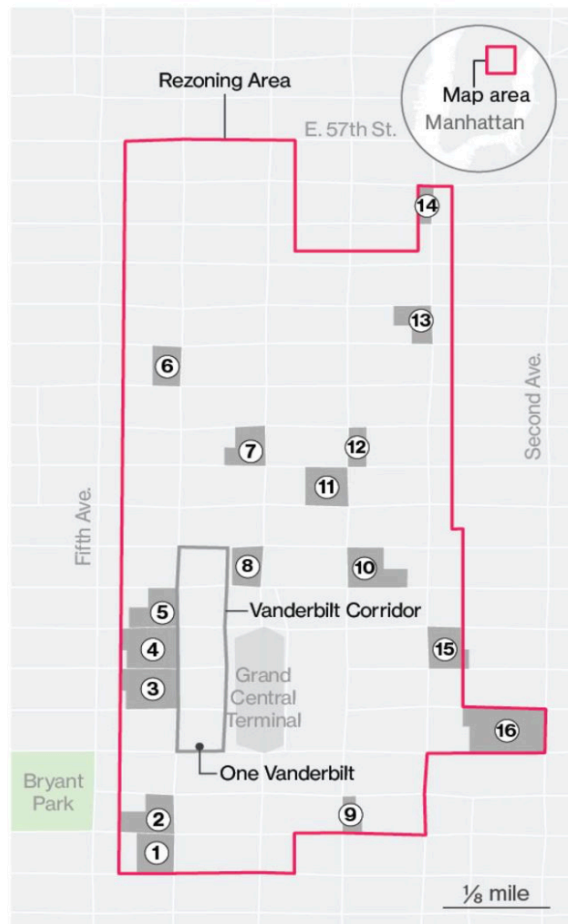 Rezoning Area
E. 57th St.
Map area
Manhattan
14
13
6
Second Ave.
7
12
11
Fifth Ave.
8
10
5
Vanderbilt Corridor
4
15
3
Grand
Central
Terminal
16
One Vanderbilt
Bryant
Park
2
9
1
⅛ mile